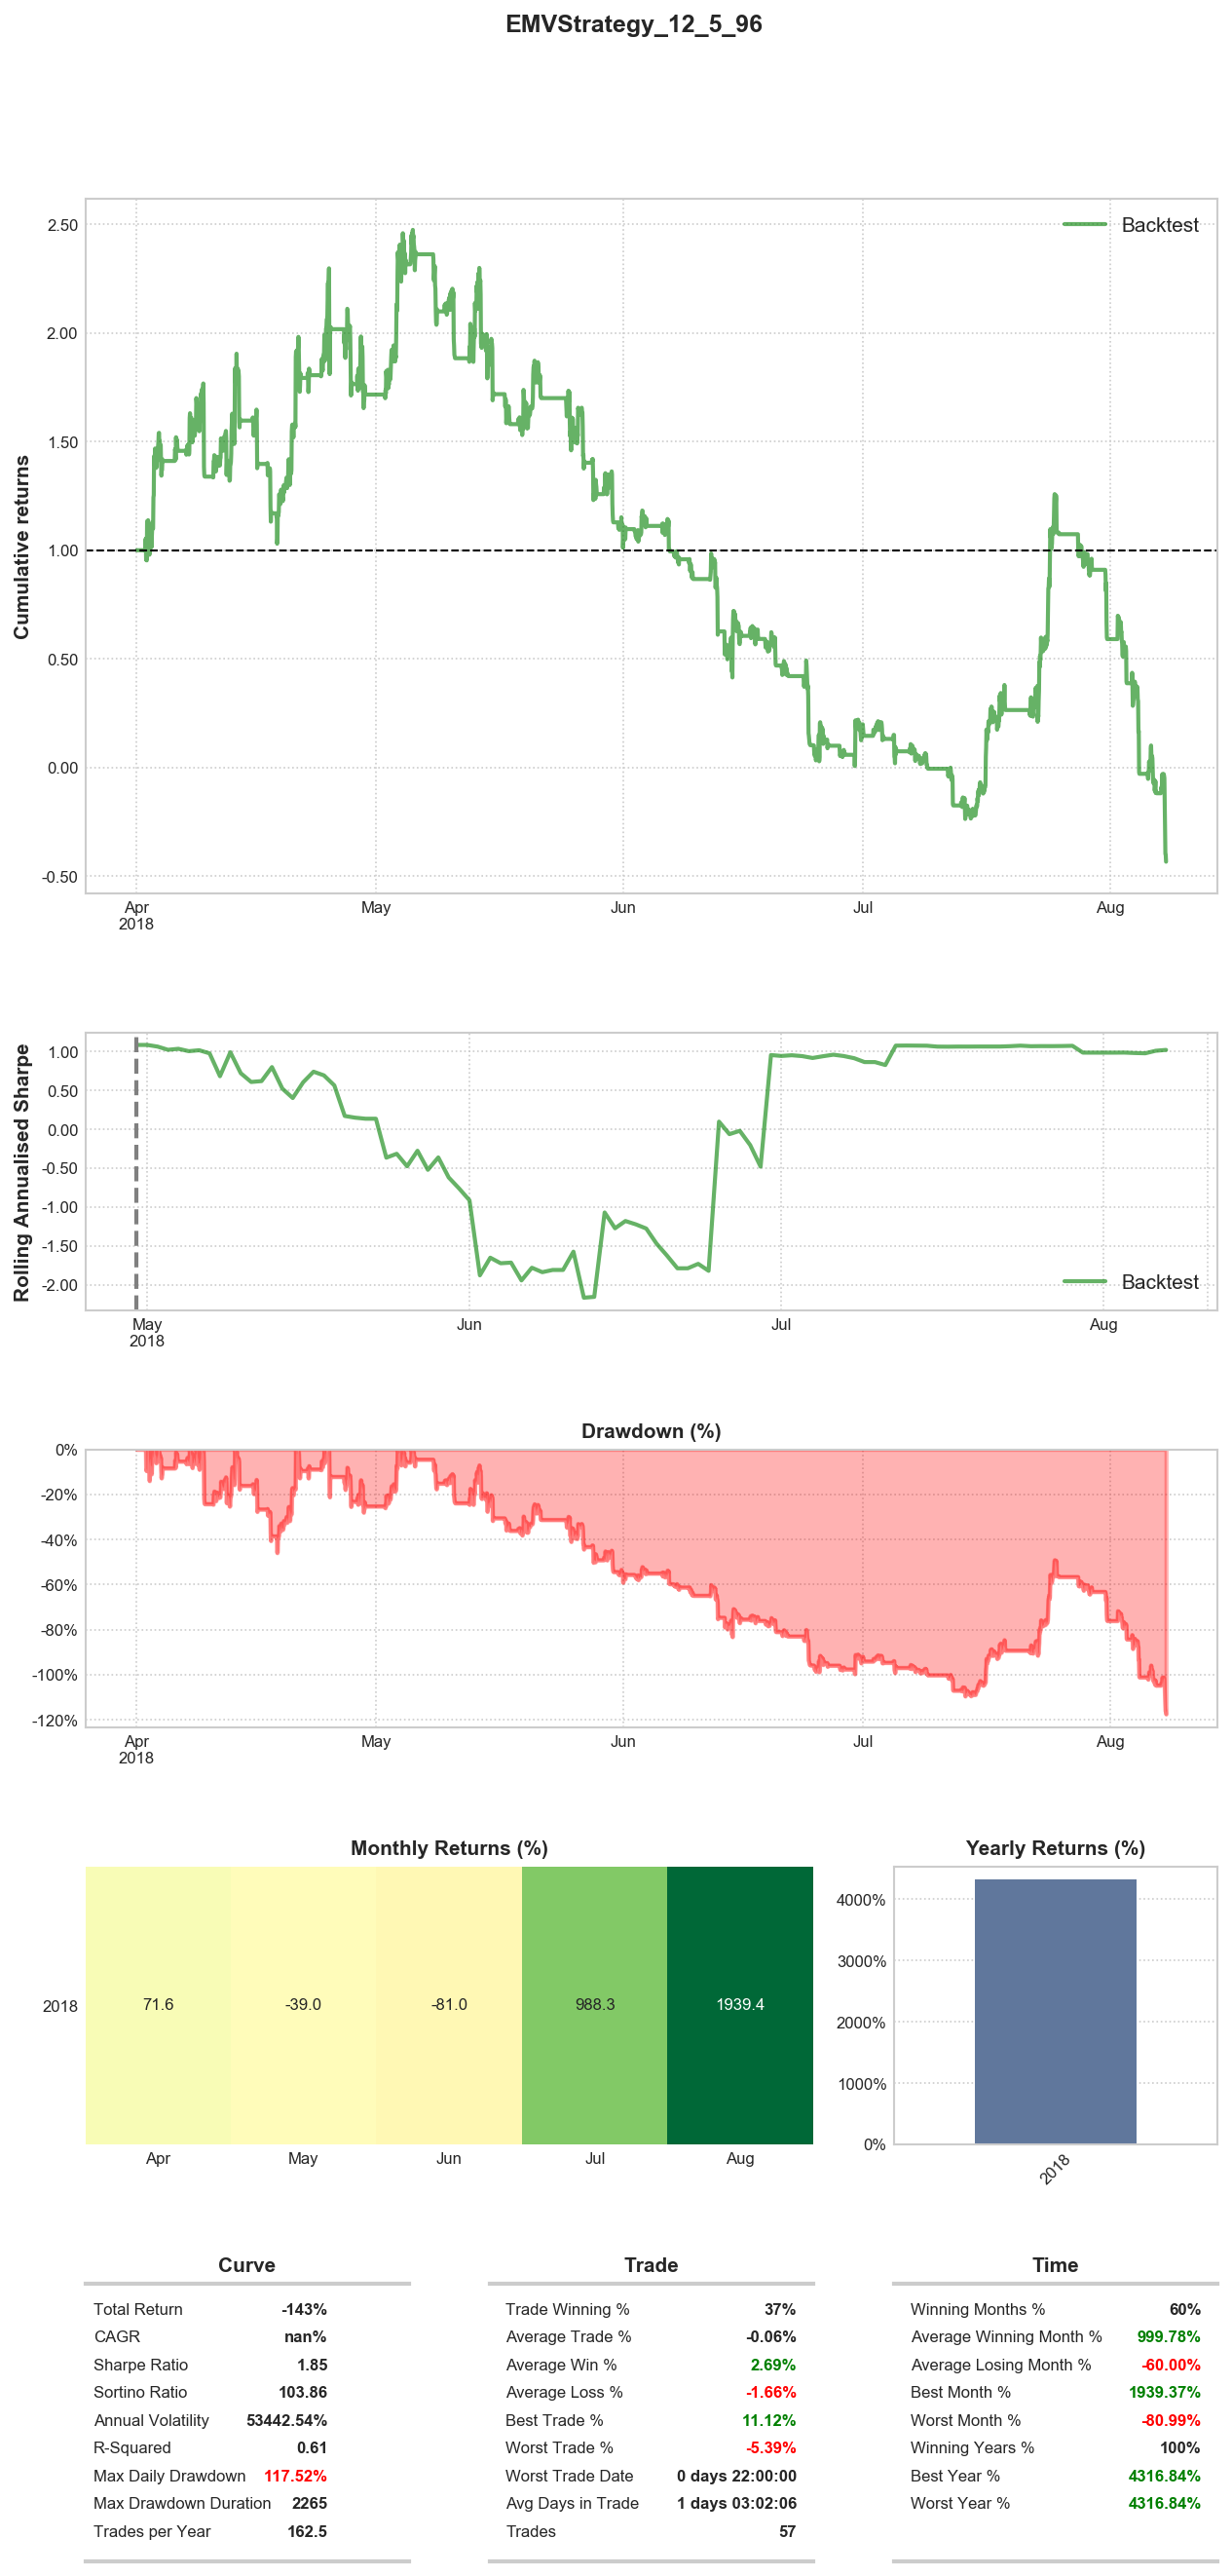 EMVStrategy_12_5_96
Backtest
Cumulative returns
2.50
2.00
1.50
1.00
0.50
0.00
-0.50
Apr May Jun Jul Aug
2018
Rolling Annualised Sharpe
1.00
0.50
0.00
-0.50
-1.00
-1.50
-2.00
Backtest
May Jun Jul Aug
2018
Drawdown (%)
0%
-20%
-40%
-60%
-80%
-100%
-120%
Apr May Jun Jul Aug
2018
Monthly Returns (%)
2018 71.6 -39.0 -81.0 988.3 1939.4
Apr May Jun Jul Aug
Yearly Returns (%)
4000%
3000%
2000%
1000%
0%
2018
Curve
Total Return -143%
CAGR nan%
Sharpe Ratio 1.85
Sortino Ratio 103.86
Annual Volatility 53442.54%
R-Squared 0.61
Max Daily Drawdown 117.52%
Max Drawdown Duration 2265
Trades per Year 162.5
Trade
Trade Winning % 37%
Average Trade % -0.06%
Average Win % 2.69%
Average Loss % -1.66%
Best Trade % 11.12%
Worst Trade % -5.39%
Worst Trade Date 0 days 22:00:00
Avg Days in Trade 1 days 03:02:06
Trades 57
Time
Winning Months % 60%
Average Winning Month % 999.78%
Average Losing Month % -60.00%
Best Month % 1939.37%
Worst Month % -80.99%
Winning Years % 100%
Best Year % 4316.84%
Worst Year % 4316.84%